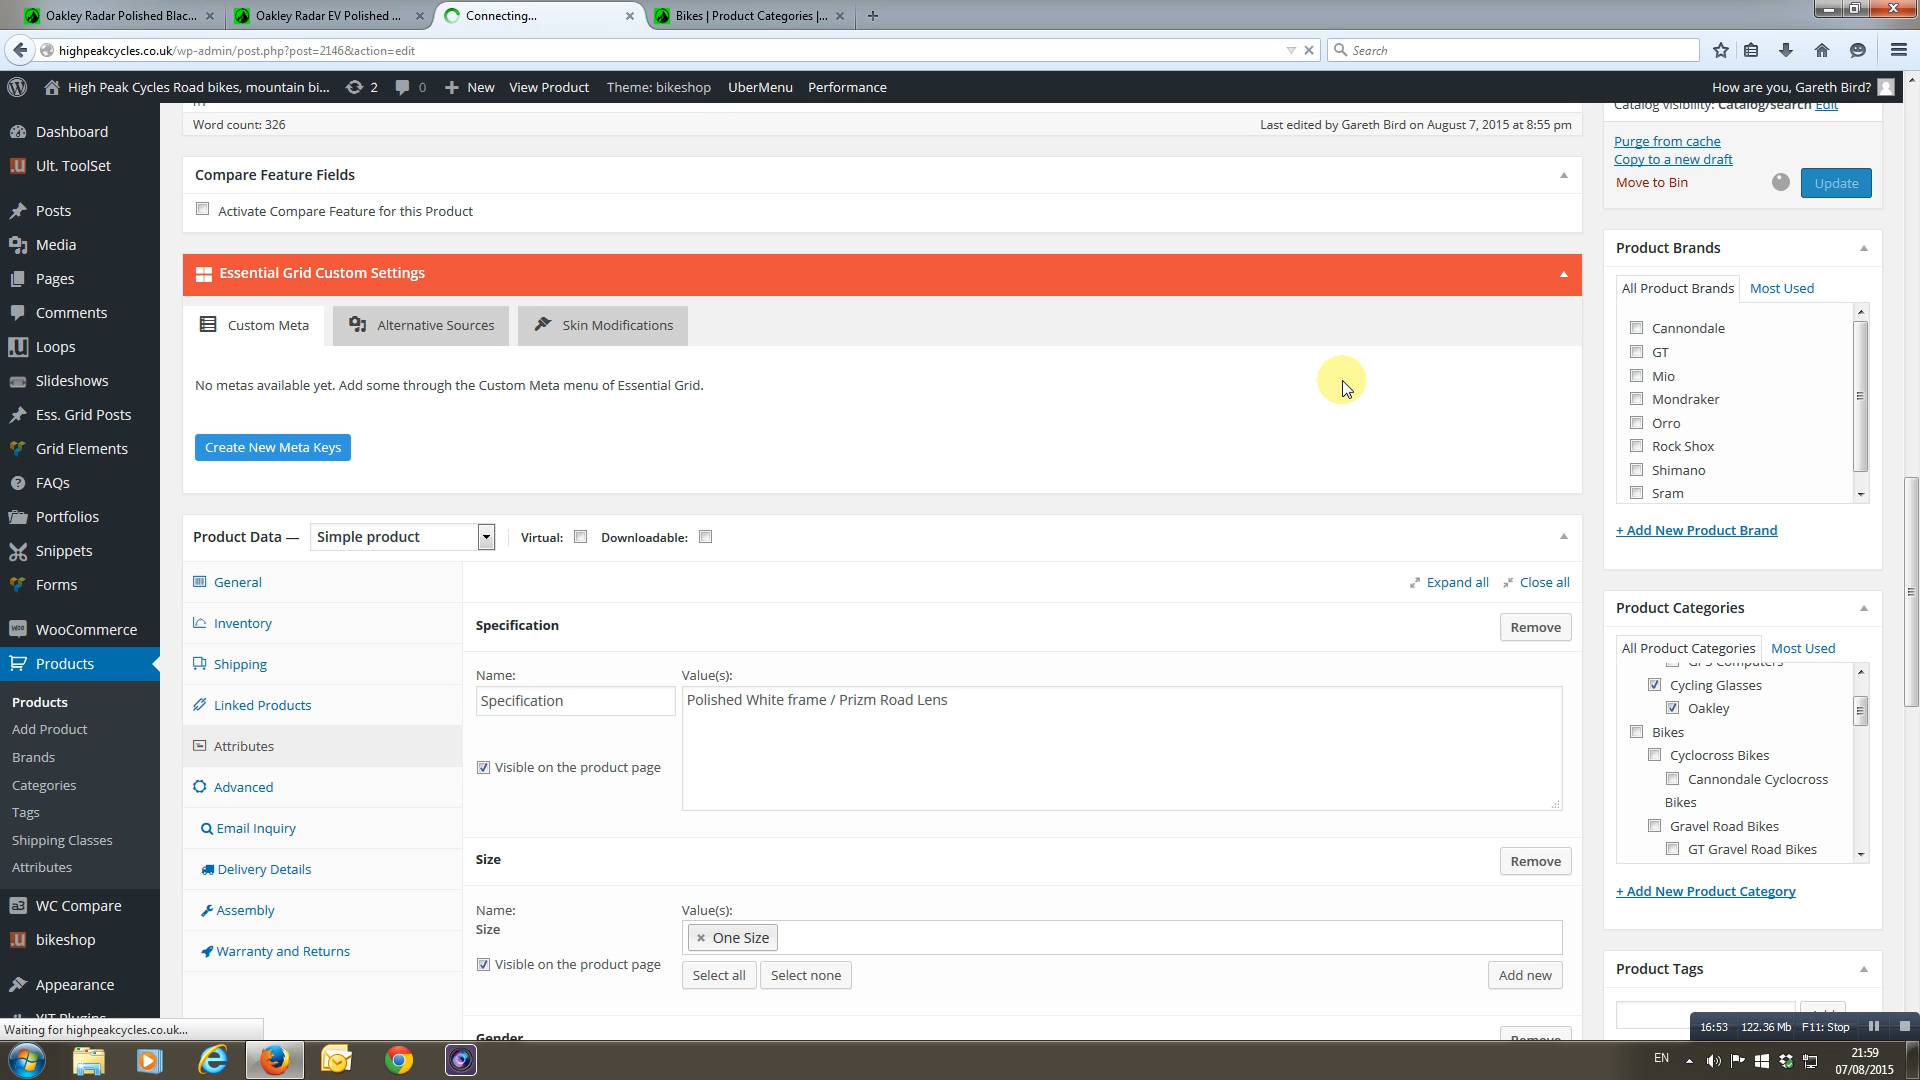 Oakley Radar Polished Blac...
Oakley Radar EV Polished ...
Connecting...
Bikes | Product Categories |...
highpeakcycles.co.uk/wp-admin/post.php?post=2146&action=edit
Search
High Peak Cycles Road bikes, mountain bi...
2
0
New
View Product
Theme: bikeshop
UberMenu
Performance
How are you, Gareth Bird?
Dashboard
Ult. ToolSet
Posts
Media
Pages
Comments
Loops
Slideshows
Ess. Grid Posts
Grid Elements
FAQs
Portfolios
Snippets
Forms
WooCommerce
Products
Products
Add Product
Brands
Categories
Tags
Shipping Classes
Attributes
WC Compare
bikeshop
Appearance
YIT Plugins
Waiting for highpeakcycles.co.uk...
Word count: 326
Last edited by Gareth Bird on August 7, 2015 at 8:55 pm
Compare Feature Fields
Activate Compare Feature for this Product
Essential Grid Custom Settings
Custom Meta
Alternative Sources
Skin Modifications
No metas available yet. Add some through the Custom Meta menu of Essential Grid.
Create New Meta Keys
Product Data —
Simple product
Virtual:
Downloadable:
General
Inventory
Shipping
Linked Products
Attributes
Advanced
Email Inquiry
Delivery Details
Assembly
Warranty and Returns
Expand all
Close all
Specification
Remove
Name:
Value(s):
Specification
Polished White frame / Prizm Road Lens
Visible on the product page
Size
Remove
Name:
Value(s):
Size
× One Size
Visible on the product page
Select all
Select none
Add new
Gender
Remove
Catalog visibility: Catalog/search Edit
Purge from cache
Copy to a new draft
Move to Bin
Update
Product Brands
All Product Brands
Most Used
Cannondale
GT
Mio
Mondraker
Orro
Rock Shox
Shimano
Sram
+ Add New Product Brand
Product Categories
All Product Categories
Most Used
GPS Computers
Cycling Glasses
Oakley
Bikes
Cyclocross Bikes
Cannondale Cyclocross
Bikes
Gravel Road Bikes
GT Gravel Road Bikes
+ Add New Product Category
Product Tags
16:53
122.36 Mb
F11: Stop
EN
21:59
07/08/2015